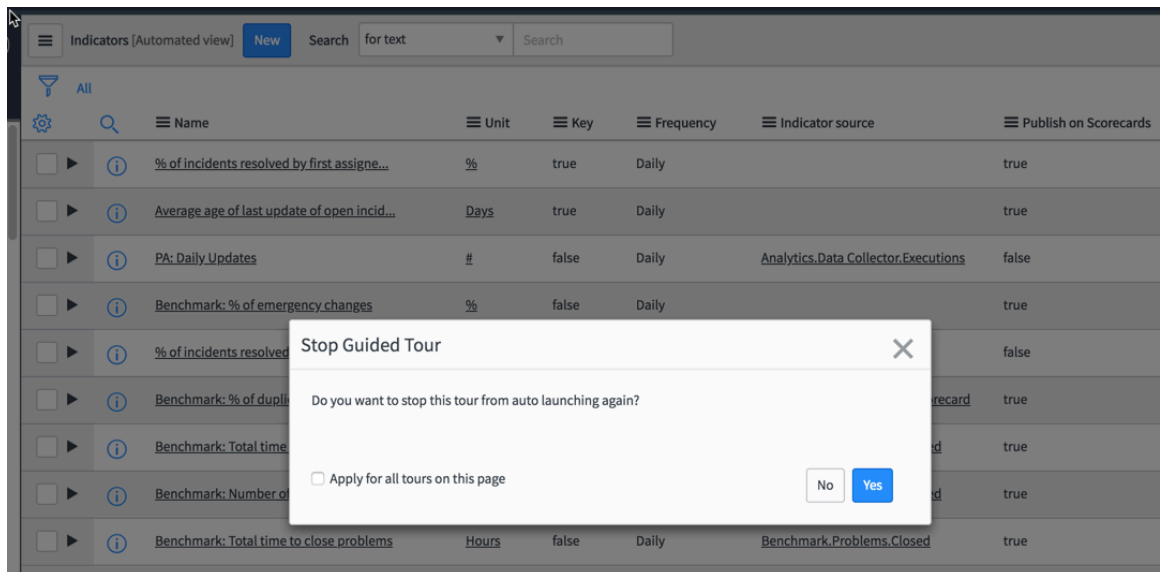 Indicators [Automated view] New Search for text Search
All
Name Unit Key Frequency Indicator source Publish on Scorecards
% of incidents resolved by first assigne... % true Daily true
Average age of last update of open incid... Days true Daily true
PA: Daily Updates # false Daily Analytics.Data Collector.Executions false
Benchmark: % of emergency changes % false Daily true
% of incidents resolved false
Stop Guided Tour
Benchmark: % of dupli recard true
Do you want to stop this tour from auto launching again?
Benchmark: Total time d true
Apply for all tours on this page
No Yes
Benchmark: Number of d true
Benchmark: Total time to close problems Hours false Daily Benchmark.Problems.Closed true